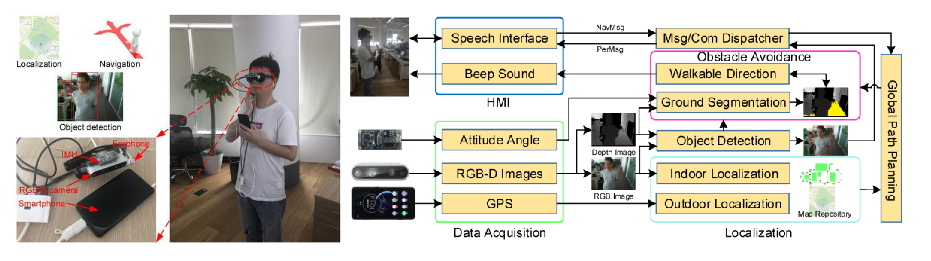 Localization
Navigation
Object detection
IMU
Earphone
RGB-D camera
Smartphone
Speech Interface
Beep Sound
HMI
NavMsg
PerMsg
Msg/Com Dispatcher
Obstacle Avoidance
Walkable Direction
Ground Segmentation
Attitude Angle
RGB-D Images
GPS
Data Acquisition
Depth Image
RGB Image
Object Detection
Indoor Localization
Outdoor Localization
Map Repository
Localization
Global Path Planning